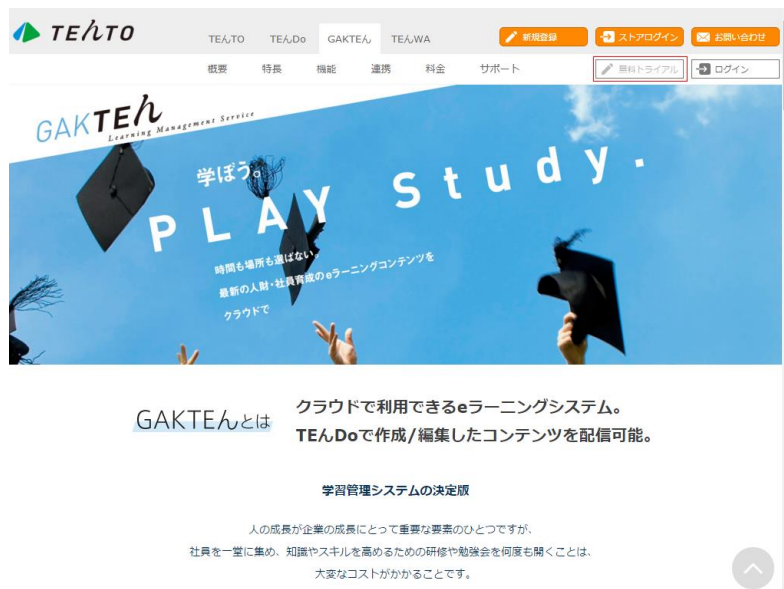 TEんTO
TEんTO TEんDo GAKTEん TEんWA 新規登録 ストアログイン お問い合わせ
概要 特長 機能 連携 料金 サポート 無料トライアル ログイン
GAKTEん
Learning Management Service
学ぼう。
PLAY Study.
時間も場所も選ばない。
最新の人財・社員育成のeラーニングコンテンツを
クラウドで
GAKTEんとは
クラウドで利用できるeラーニングシステム。
TEんDoで作成/編集したコンテンツを配信可能。
学習管理システムの決定版
人の成長が企業の成長にとって重要な要素のひとつですが、
社員を一堂に集め、知識やスキルを高めるための研修や勉強会を何度も開くことは、
大変なコストがかかることです。